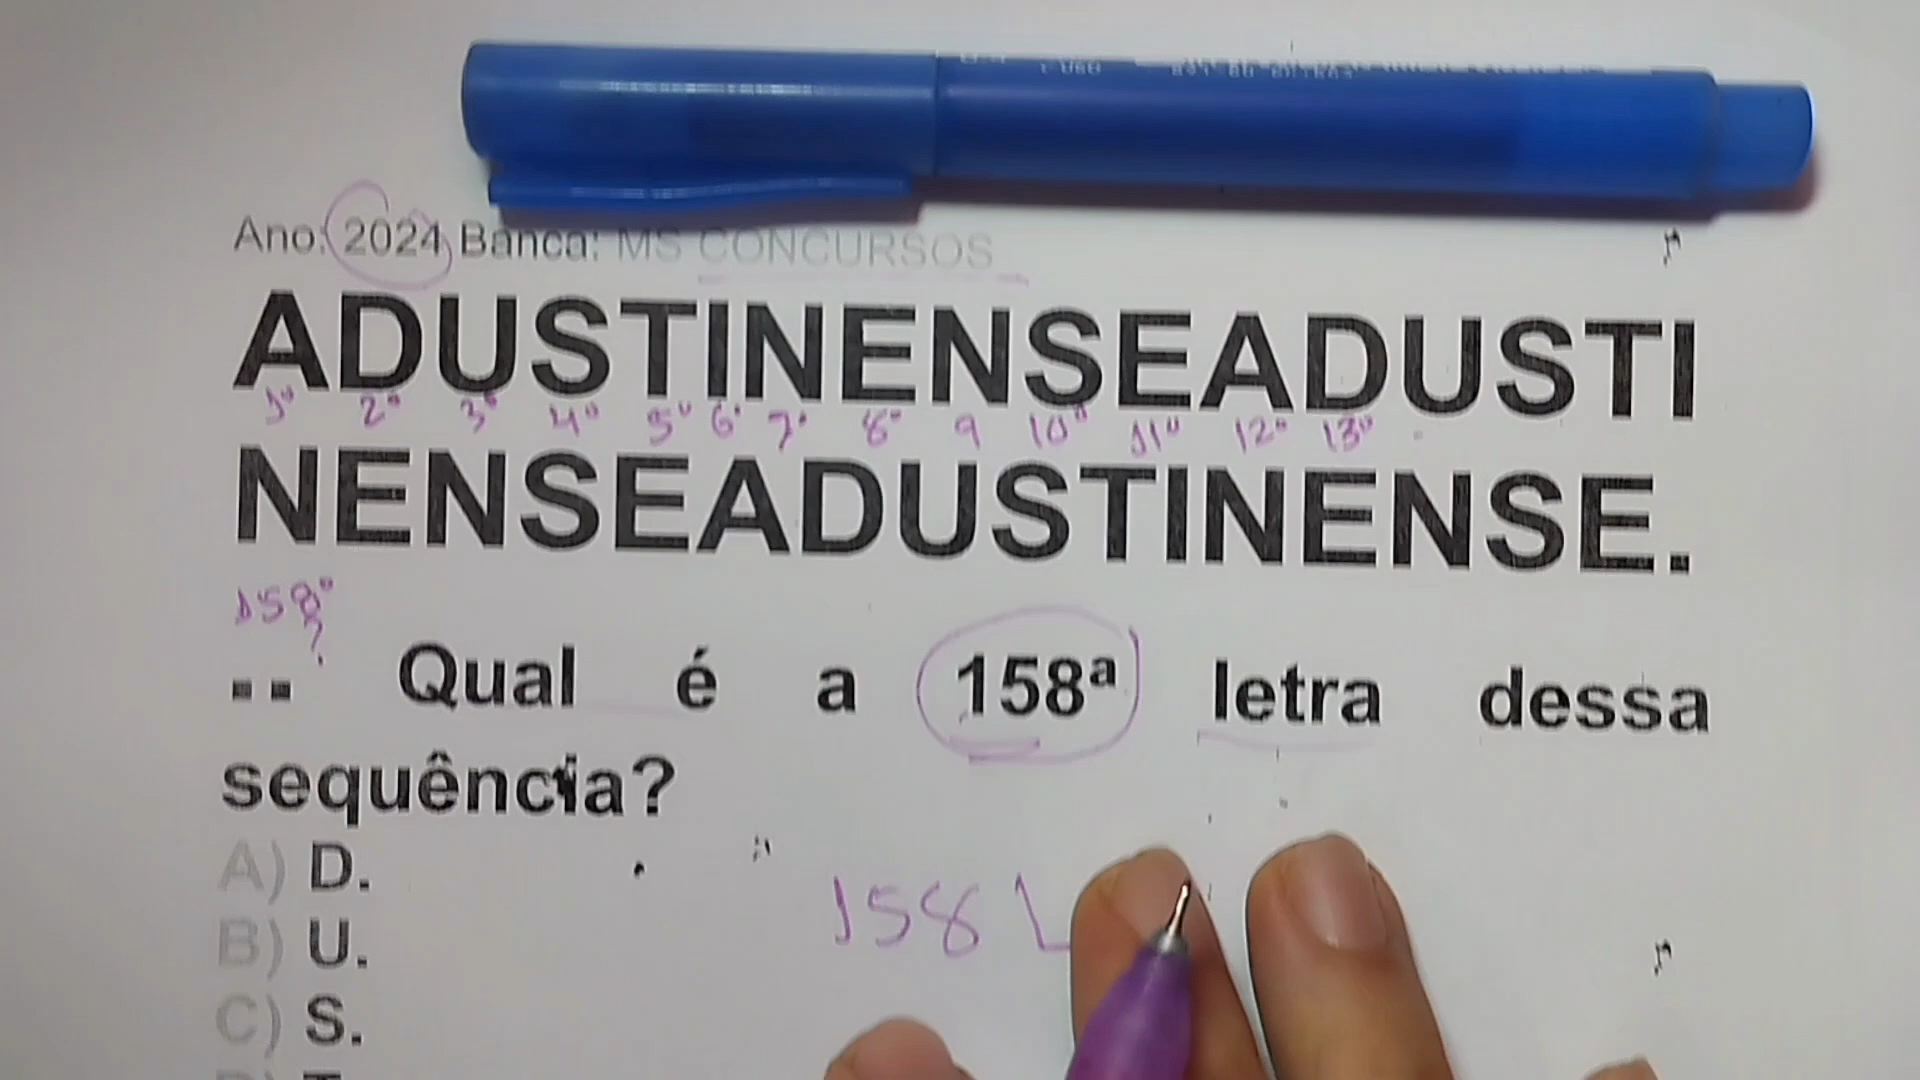 Ano: 2024 Banca: MS CONCURSOS
ADUSTINENSEADUSTI
1º 2º 3º 4º 5º 6º 7º 8º 9 10º 11º 12º 13º
NENSEADUSTINENSE.
158º
?
.. Qual é a 158ª letra dessa
sequência?
A) D.
B) U.
158
C) S.